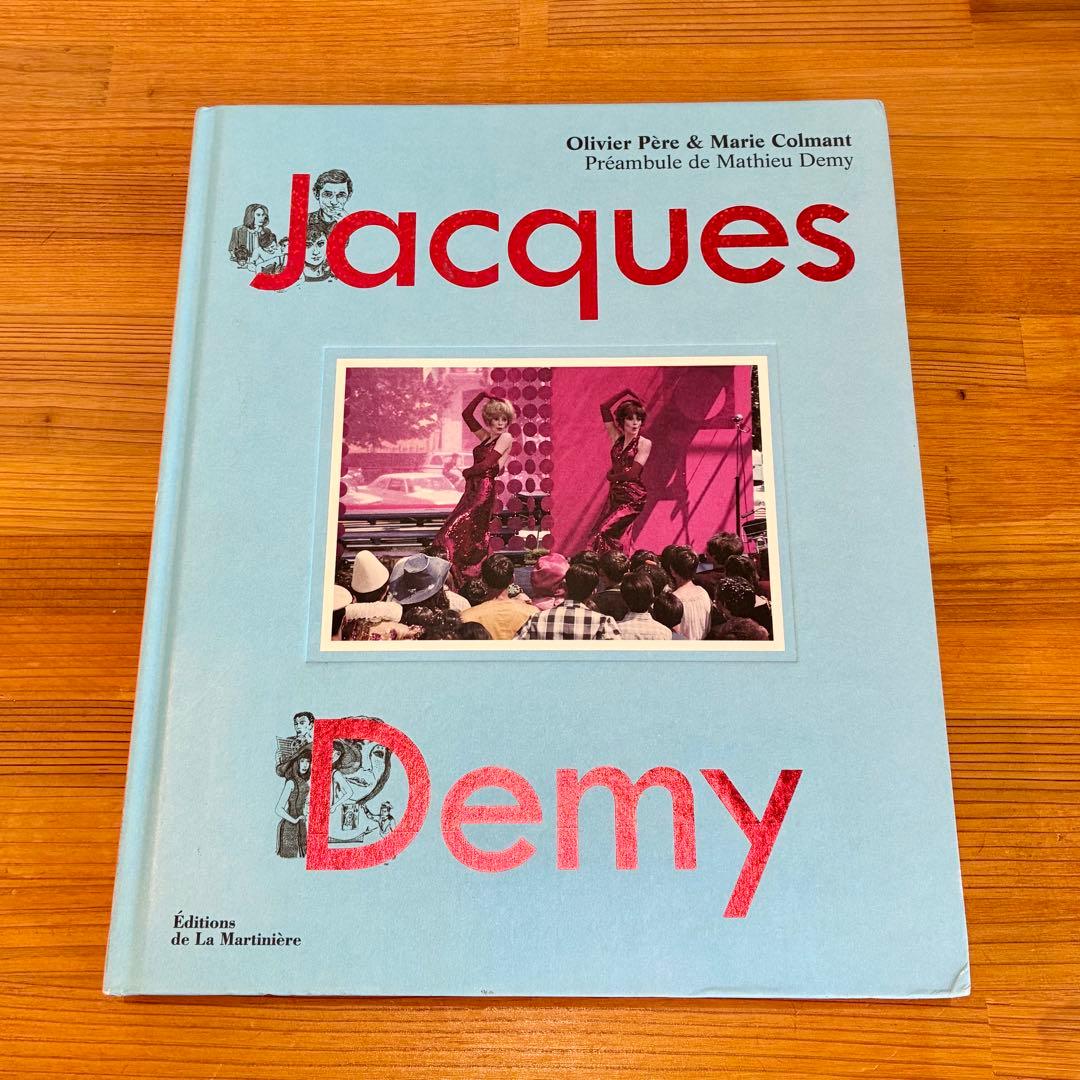 Olivier Père & Marie Colmant
Préambule de Mathieu Demy
Jacques
Demy
Éditions
de La Martinière